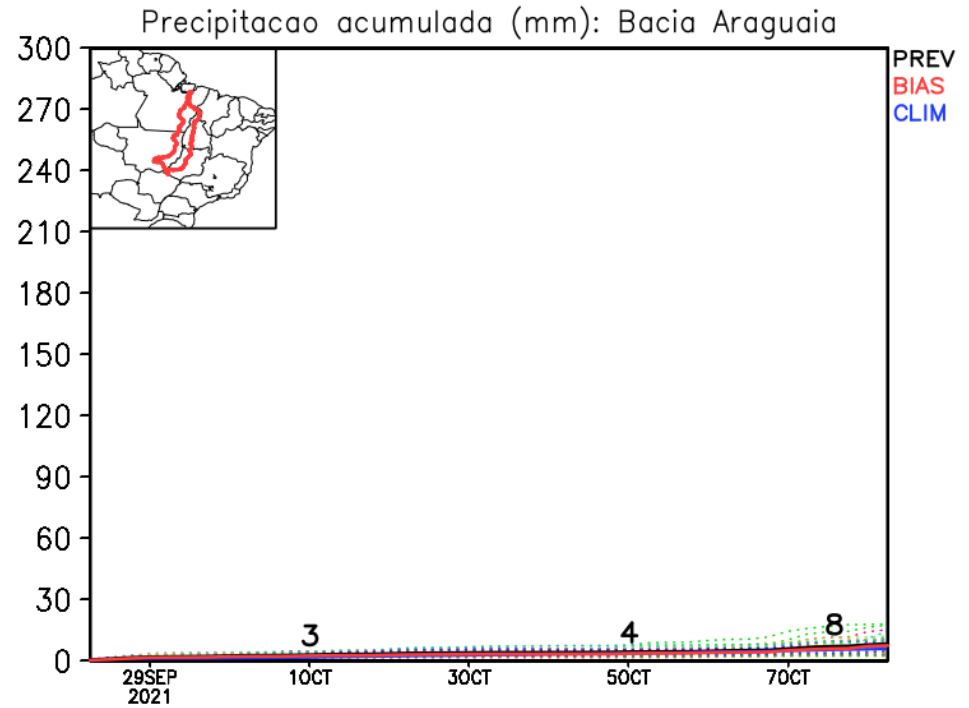 Precipitacao acumulada (mm): Bacia Araguaia
300
270
240
210
180
150
120
90
60
30
0
PREV
BIAS
CLIM
3
4
8
29SEP
2021
1OCT
3OCT
5OCT
7OCT